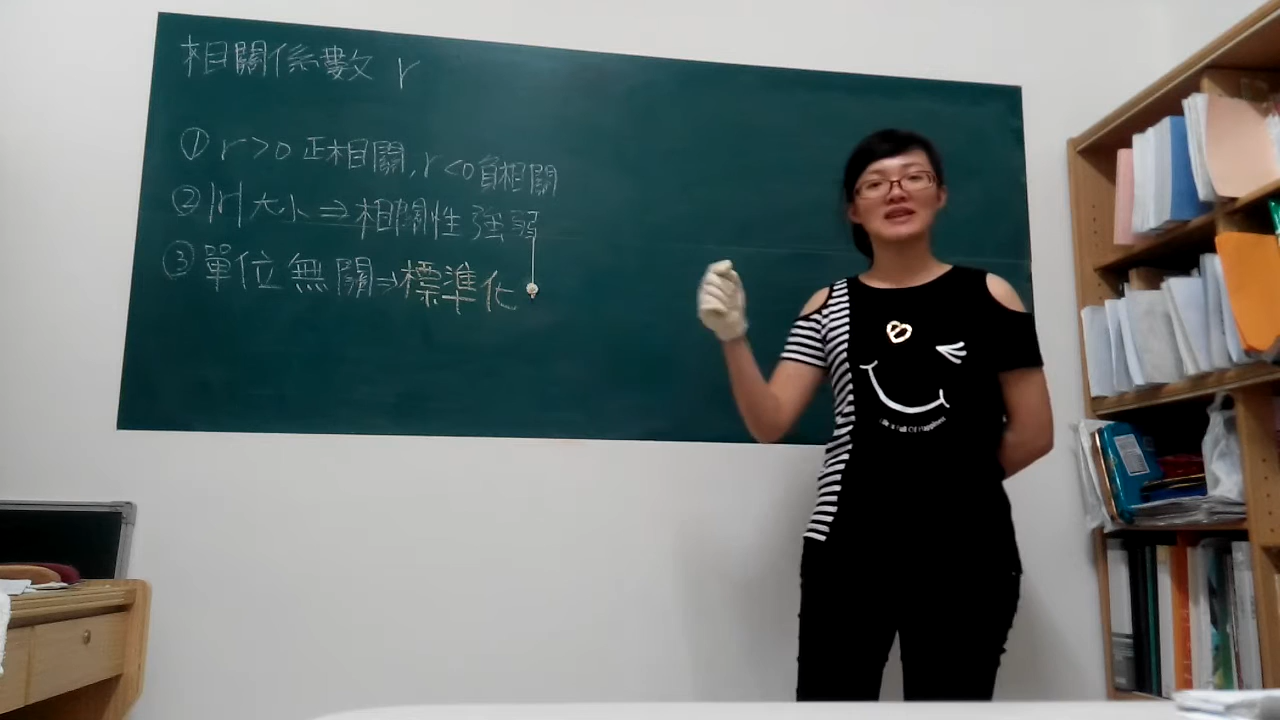 相關係數 r
① r>0 正相關, r<0 負相關
② |r| 大小 ⇒ 相關性 強弱
③ 單位 無關 ⇒ 標準化